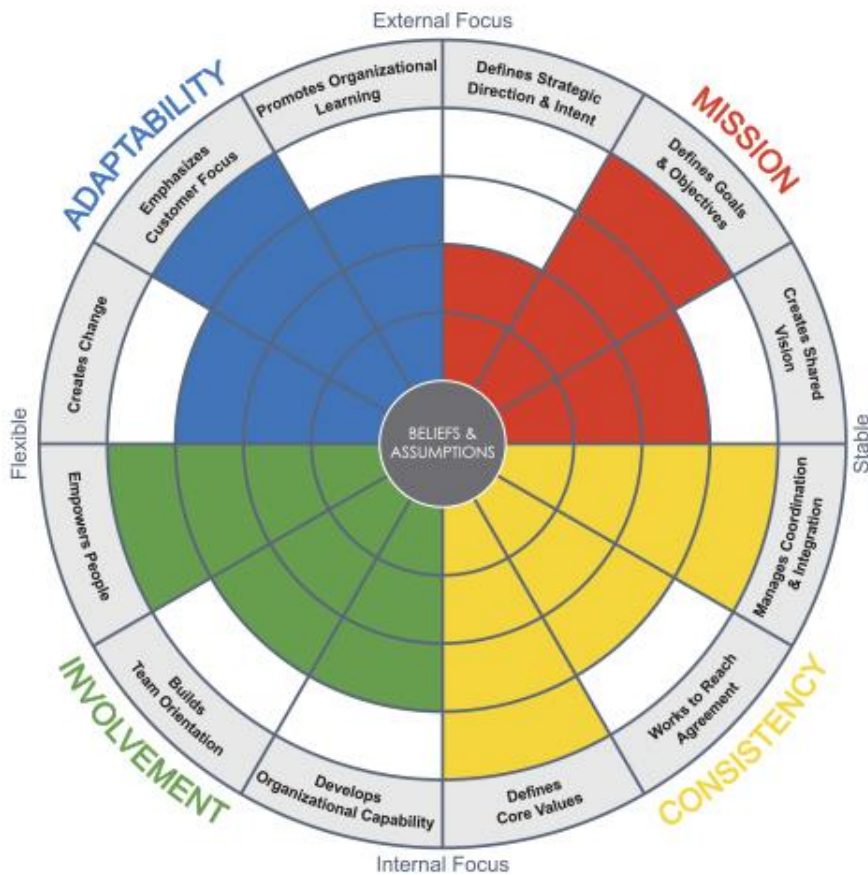 External Focus
ADAPTABILITY
MISSION
Promotes Organizational
Learning
Defines Strategic
Direction & Intent
Emphasizes
Customer Focus
Defines Goals
& Objectives
Creates Change
Creates Shared
Vision
Flexible
BELIEFS &
ASSUMPTIONS
Stable
Empowers People
Manages Coordination
& Integration
Builds
Team Orientation
Works to Reach
Agreement
Develops
Organizational Capability
Defines
Core Values
INVOLVEMENT
CONSISTENCY
Internal Focus